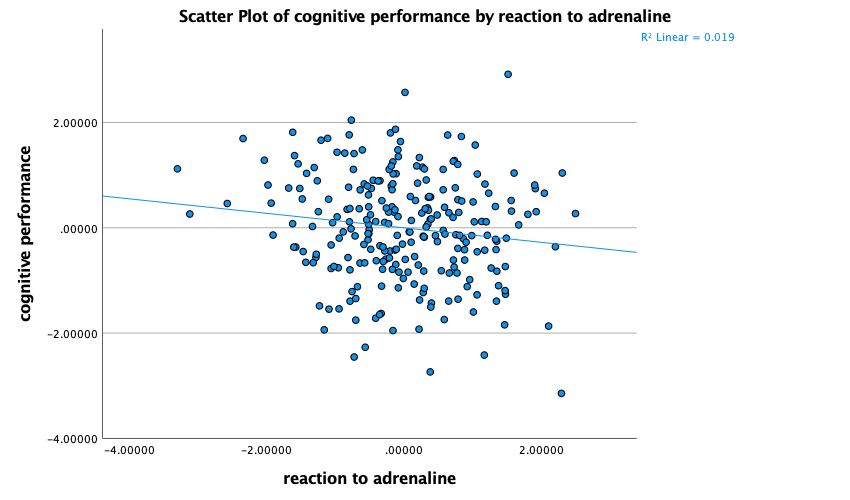 Scatter Plot of cognitive performance by reaction to adrenaline
R² Linear = 0.019
cognitive performance
2.00000
.00000
-2.00000
-4.00000
-4.00000 -2.00000 .00000 2.00000
reaction to adrenaline